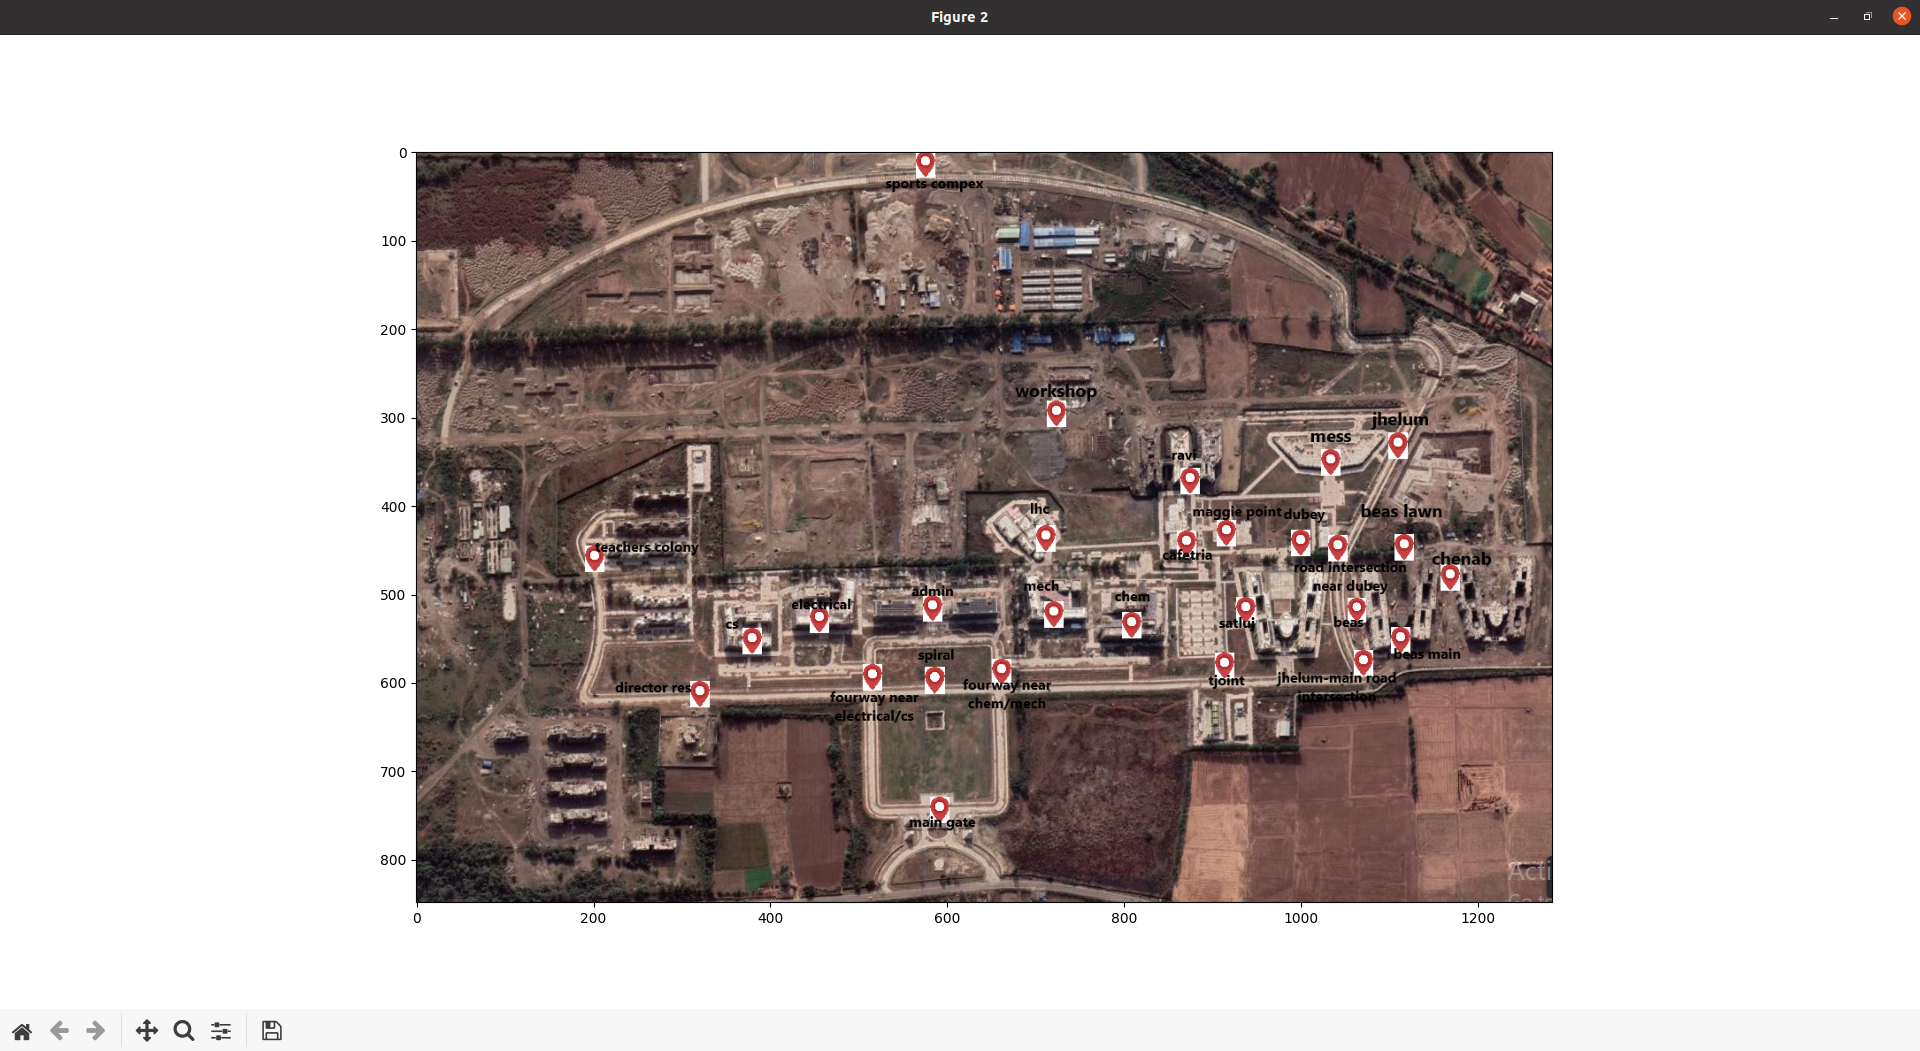 Figure 2
0
sports compex
100
200
300
workshop
jhelum
mess
ravi
400
lhc
maggie point
dubey
beas lawn
teachers colony
cafetria
chenab
road intersection
near dubey
500
mech
admin
chem
electrical
cs
satluj
beas
spiral
beas main
600
director res
fourway near
electrical/cs
fourway near
chem/mech
tjoint
jhelum-main road
intersection
700
main gate
800
Acti
0
200
400
600
800
1000
1200